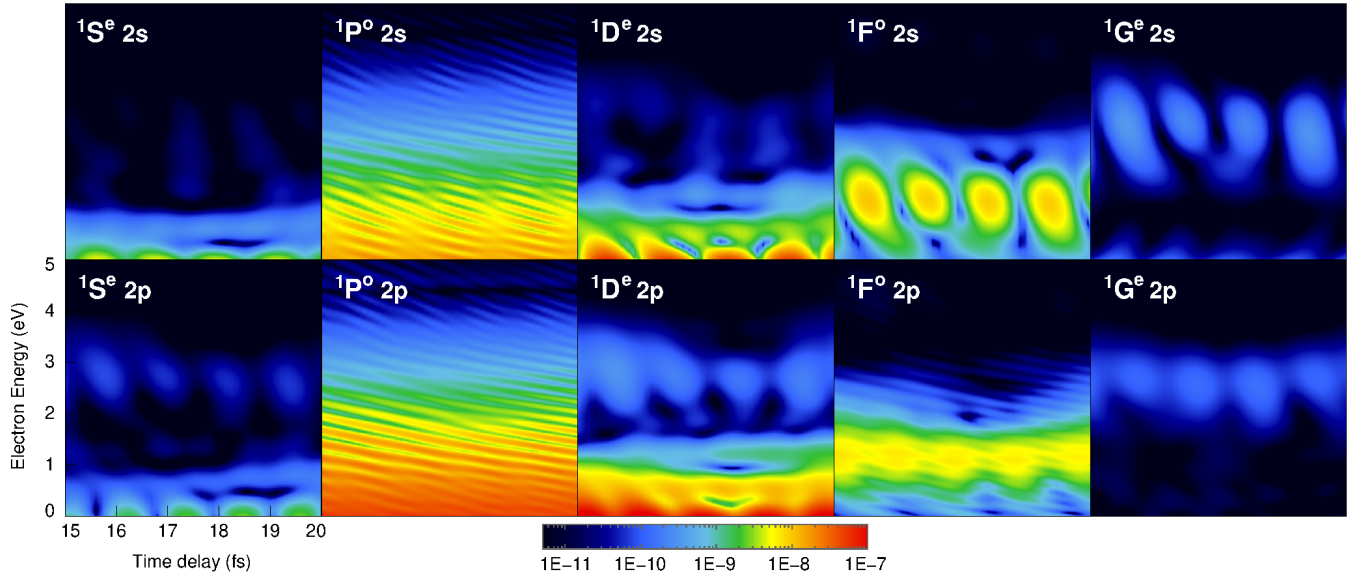 ¹Sᵉ 2s
¹Pᵒ 2s
¹Dᵉ 2s
¹Fᵒ 2s
¹Gᵉ 2s
¹Sᵉ 2p
¹Pᵒ 2p
¹Dᵉ 2p
¹Fᵒ 2p
¹Gᵉ 2p
Electron Energy (eV)
5
4
3
2
1
0
15 16 17 18 19 20
Time delay (fs)
1E−11 1E−10 1E−9 1E−8 1E−7